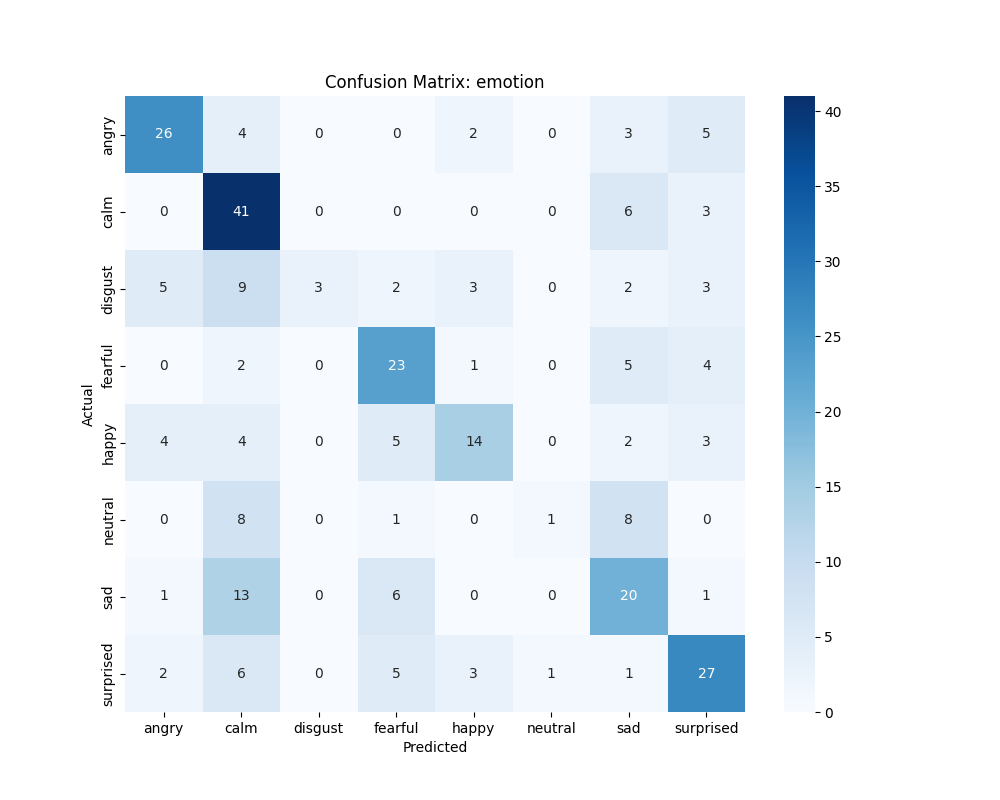 Confusion Matrix: emotion
angry 26 4 0 0 2 0 3 5
calm 0 41 0 0 0 0 6 3
disgust 5 9 3 2 3 0 2 3
fearful 0 2 0 23 1 0 5 4
happy 4 4 0 5 14 0 2 3
neutral 0 8 0 1 0 1 8 0
sad 1 13 0 6 0 0 20 1
surprised 2 6 0 5 3 1 1 27
Actual
angry calm disgust fearful happy neutral sad surprised
Predicted
40
35
30
25
20
15
10
5
0